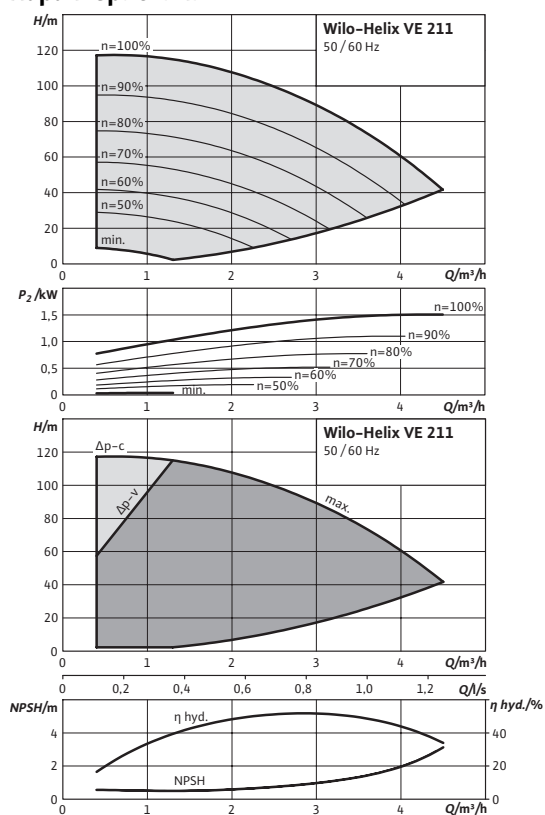 H/m
Wilo-Helix VE 211
50 / 60 Hz
n=100%
n=90%
n=80%
n=70%
n=60%
n=50%
min.
120
100
80
60
40
20
0
0 1 2 3 4 Q/m³/h
P₂/kW
n=100%
n=90%
n=80%
n=70%
n=60%
n=50%
min.
1,5
1,0
0,5
0
0 1 2 3 4 Q/m³/h
H/m
Wilo-Helix VE 211
50 / 60 Hz
Δp-c
Δp-v
max.
120
100
80
60
40
20
0
0 1 2 3 4 Q/m³/h
0 0,2 0,4 0,6 0,8 1,0 1,2 Q/l/s
NPSH/m
η hyd./%
η hyd.
NPSH
4
2
0
40
20
0
0 1 2 3 4 Q/m³/h